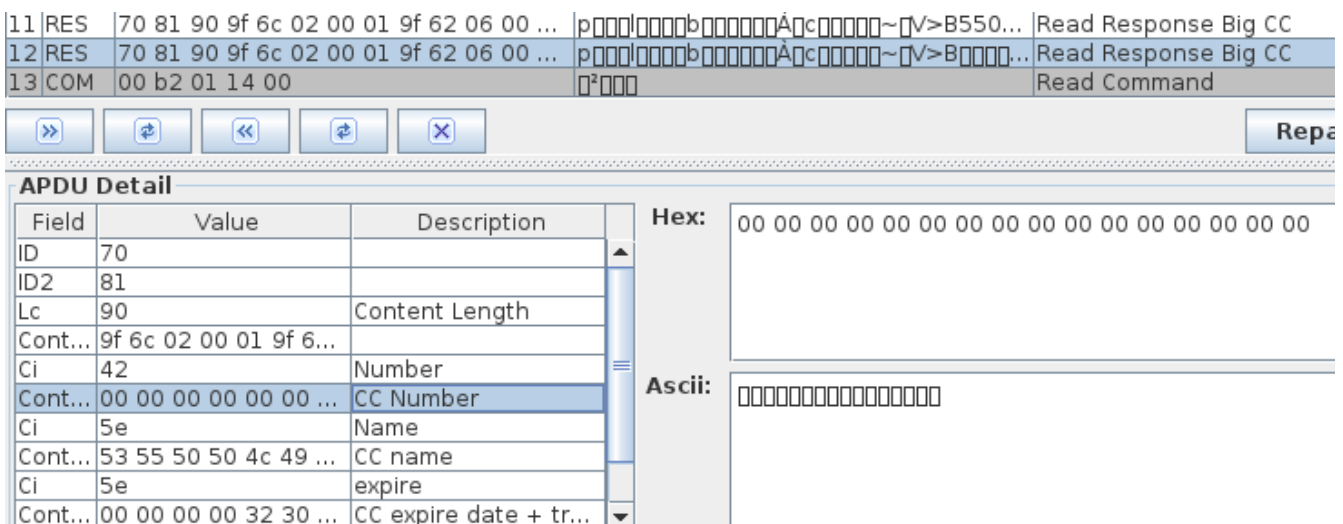 11 RES 70 81 90 9f 6c 02 00 01 9f 62 06 00 ... p▯▯▯l▯▯▯▯b▯▯▯▯▯▯À▯c▯▯▯▯▯~▯V>B550... Read Response Big CC
12 RES 70 81 90 9f 6c 02 00 01 9f 62 06 00 ... p▯▯▯l▯▯▯▯b▯▯▯▯▯▯À▯c▯▯▯▯▯~▯V>B▯▯▯▯... Read Response Big CC
13 COM 00 b2 01 14 00 ▯²▯▯▯ Read Command
Repa
APDU Detail
Field Value Description
ID 70
ID2 81
Lc 90 Content Length
Cont... 9f 6c 02 00 01 9f 6...
Ci 42 Number
Cont... 00 00 00 00 00 00 ... CC Number
Ci 5e Name
Cont... 53 55 50 50 4c 49 ... CC name
Ci 5e expire
Cont... 00 00 00 00 32 30 ... CC expire date + tr...
Hex: 00 00 00 00 00 00 00 00 00 00 00 00 00 00 00 00
Ascii: ▯▯▯▯▯▯▯▯▯▯▯▯▯▯▯▯